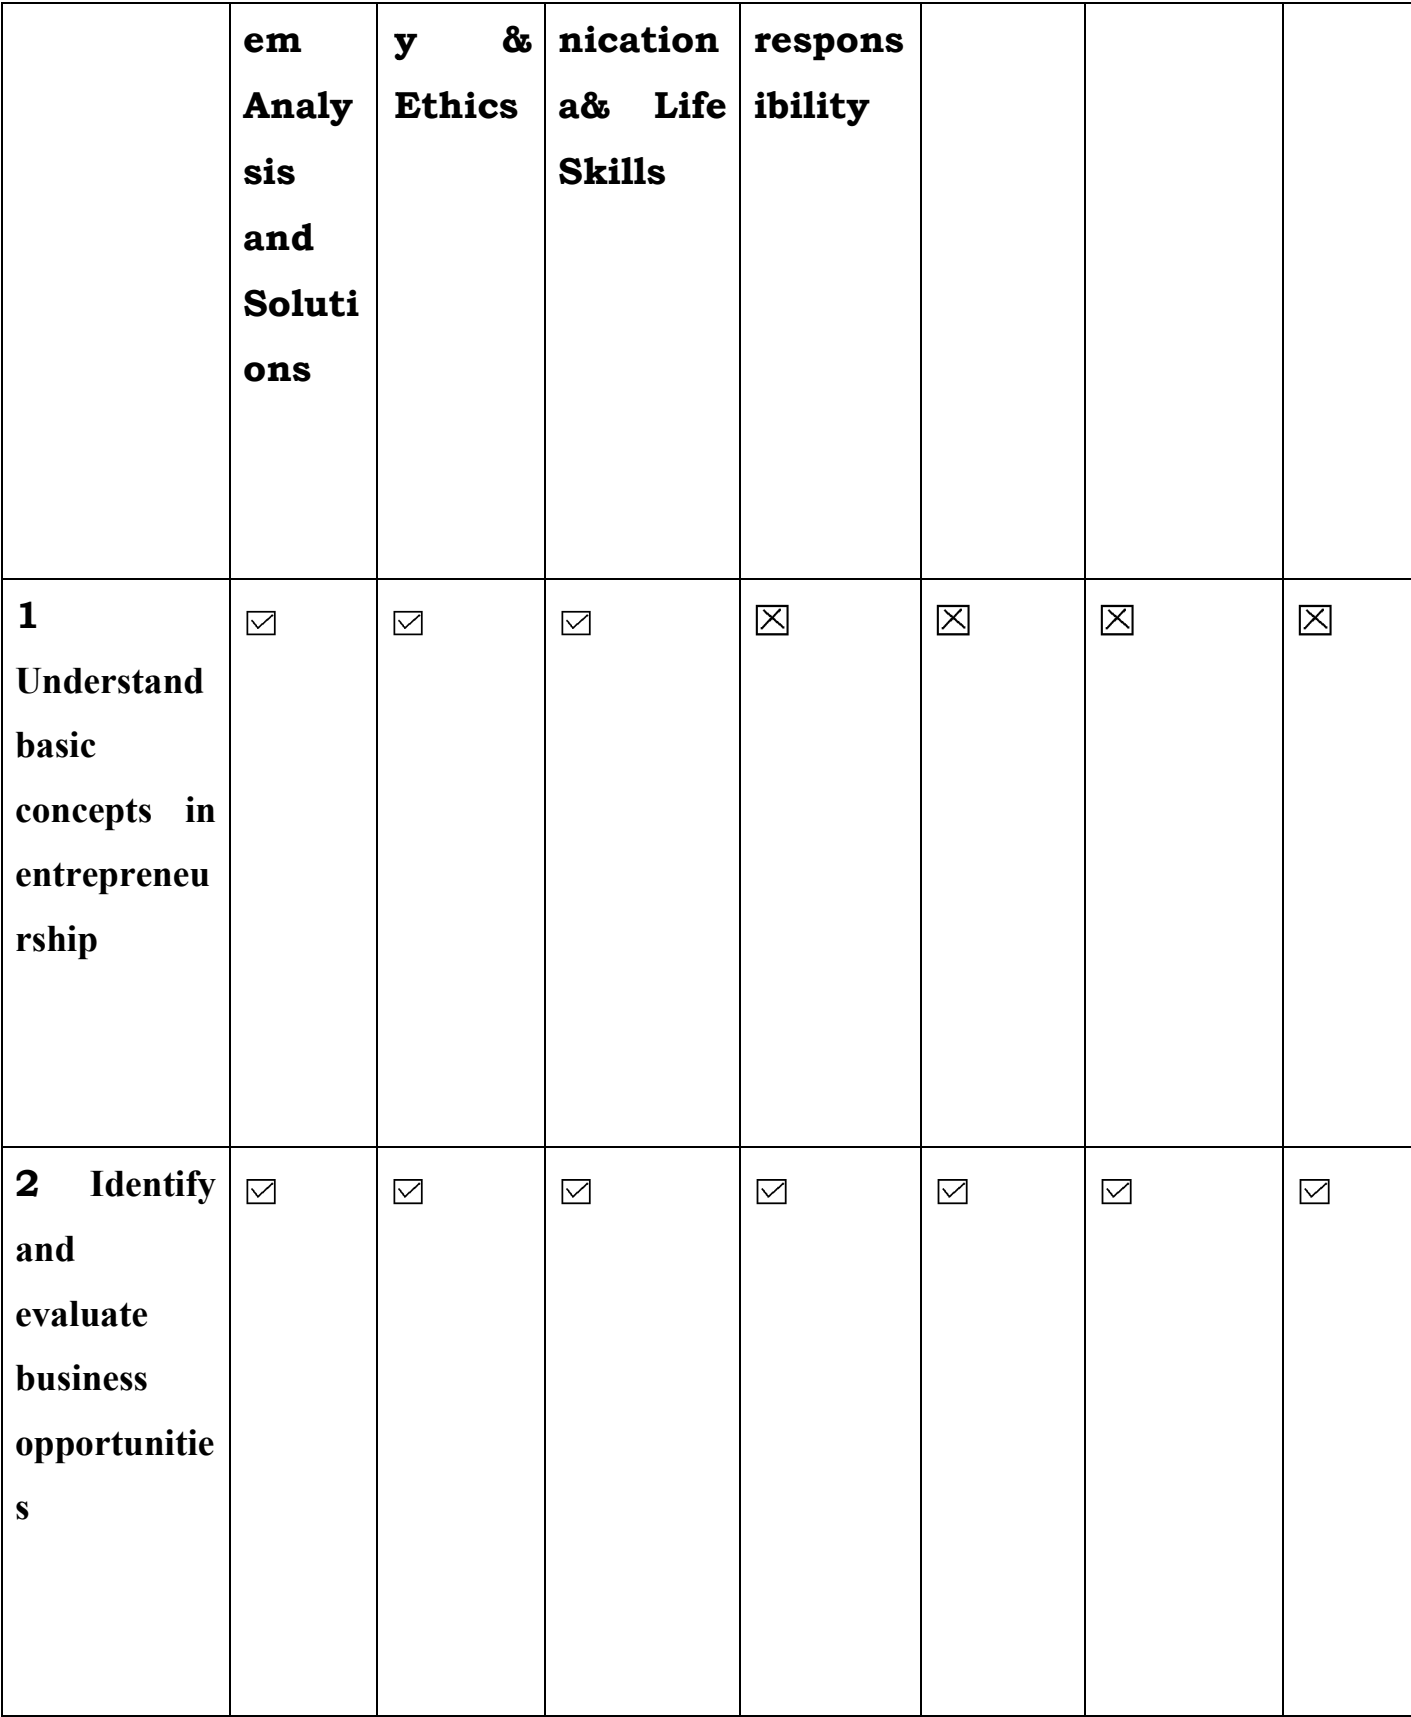 em
Analy
sis
and
Soluti
ons
y &
Ethics
nication
a& Life
Skills
respons
ibility
1
Understand
basic
concepts in
entrepreneu
rship
☑ ☑ ☑ ☒ ☒ ☒ ☒
2 Identify
and
evaluate
business
opportunitie
s
☑ ☑ ☑ ☑ ☑ ☑ ☑